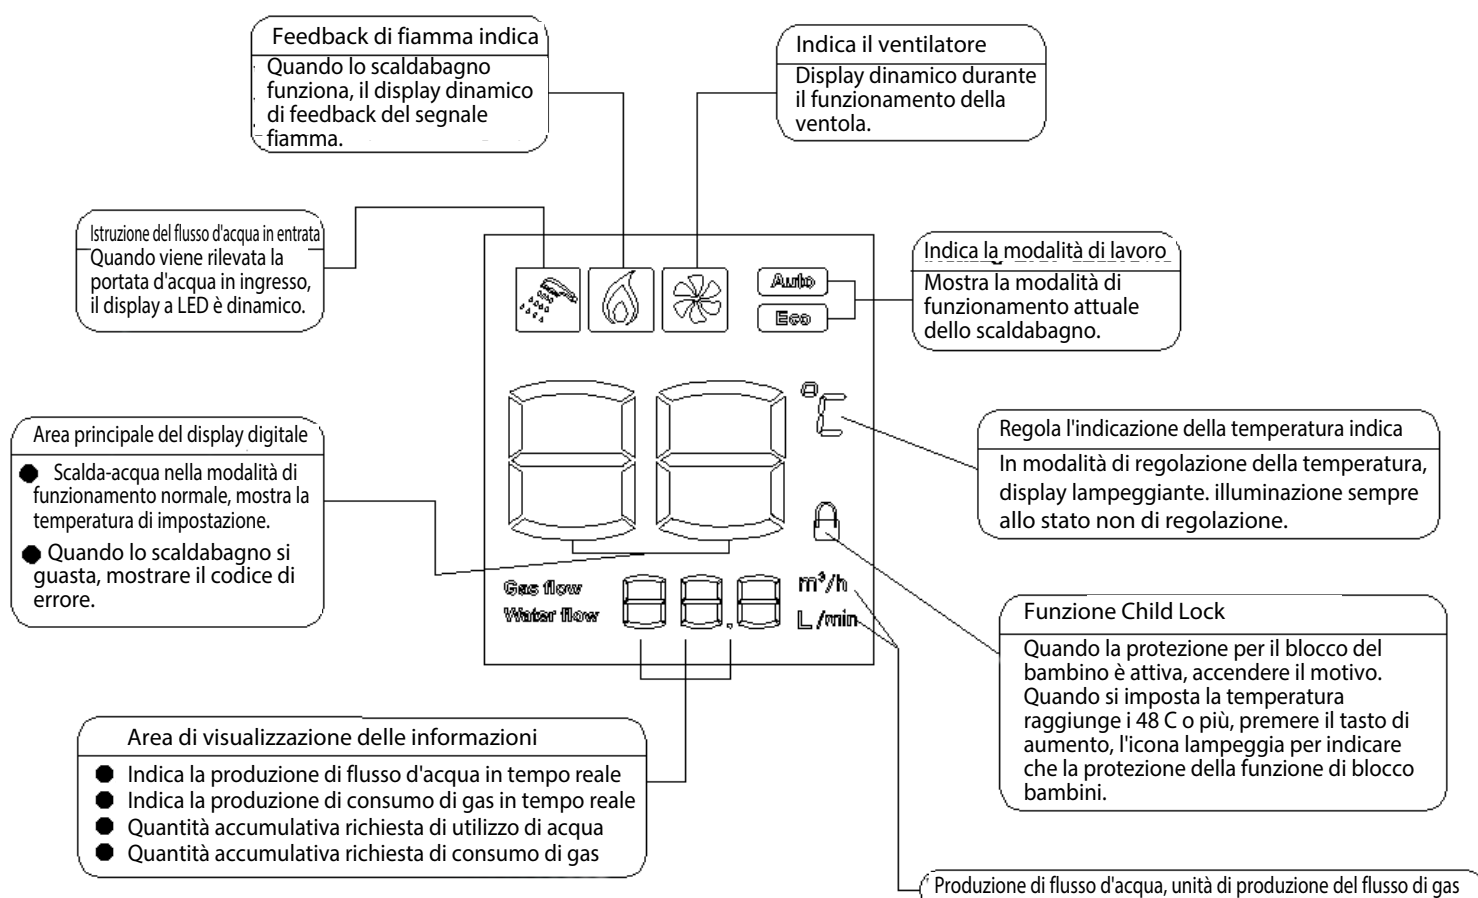 Feedback di fiamma indica
Quando lo scaldabagno
funziona, il display dinamico
di feedback del segnale
fiamma.
Indica il ventilatore
Display dinamico durante
il funzionamento della
ventola.
Istruzione del flusso d'acqua in entrata
Quando viene rilevata la
portata d'acqua in ingresso,
il display a LED è dinamico.
Indica la modalità di lavoro
Mostra la modalità di
funzionamento attuale
dello scaldabagno.
Auto
Eco
°C
Area principale del display digitale
● Scalda-acqua nella modalità di
funzionamento normale, mostra la
temperatura di impostazione.
● Quando lo scaldabagno si
guasta, mostrare il codice di
errore.
Regola l'indicazione della temperatura indica
In modalità di regolazione della temperatura,
display lampeggiante. illuminazione sempre
allo stato non di regolazione.
88
Gas flow
Water flow
88.8
m³/h
L/min
Funzione Child Lock
Quando la protezione per il blocco del
bambino è attiva, accendere il motivo.
Quando si imposta la temperatura
raggiunge i 48 C o più, premere il tasto di
aumento, l'icona lampeggia per indicare
che la protezione della funzione di blocco
bambini.
Area di visualizzazione delle informazioni
● Indica la produzione di flusso d'acqua in tempo reale
● Indica la produzione di consumo di gas in tempo reale
● Quantità accumulativa richiesta di utilizzo di acqua
● Quantità accumulativa richiesta di consumo di gas
Produzione di flusso d'acqua, unità di produzione del flusso di gas